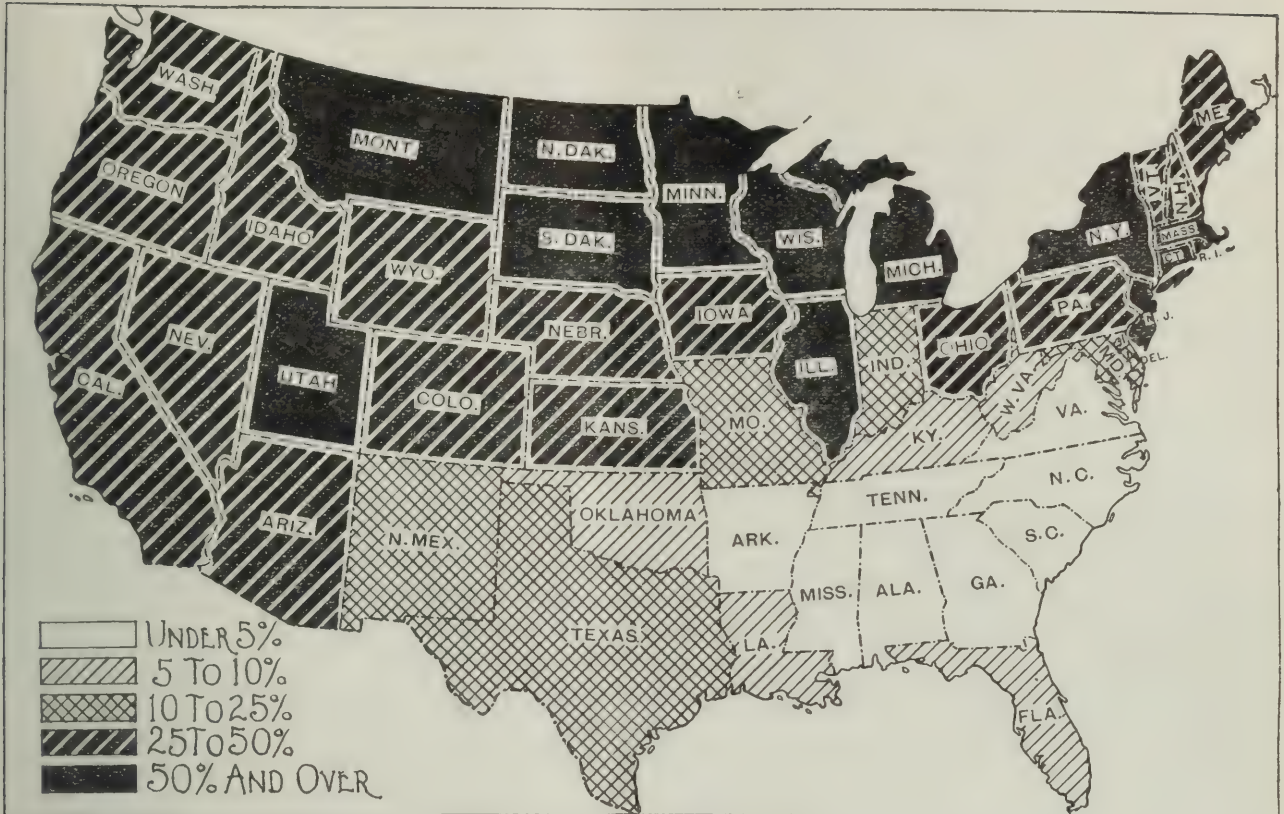 WASH
OREGON
CAL.
NEV.
IDAHO
MONT
WYO.
UTAH
COLO.
ARIZ.
N.MEX.
N.DAK.
S.DAK.
NEBR.
KANS.
OKLAHOMA
TEXAS.
MINN.
IOWA
MO.
ARK.
LA.
WIS.
ILL.
MICH.
IND.
OHIO
KY.
TENN.
MISS.
ALA.
GA.
FLA.
S.C.
N.C.
VA.
W.VA.
MD.
DEL.
PA.
N.J.
N.Y.
CT.
R.I.
MASS.
VT.
N.H.
ME.
UNDER 5%
5 TO 10%
10 TO 25%
25 TO 50%
50% AND OVER